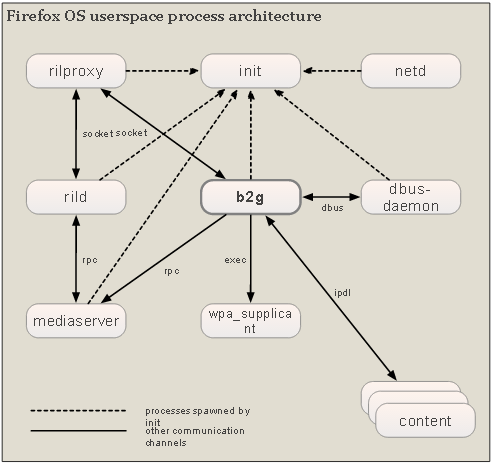 Firefox OS userspace process architecture
rilproxy
init
netd
socket
socket
rild
b2g
dbus-
daemon
dbus
rpc
rpc
exec
ipdl
mediaserver
wpa_supplica
nt
content
processes spawned by
init
other communication
channels